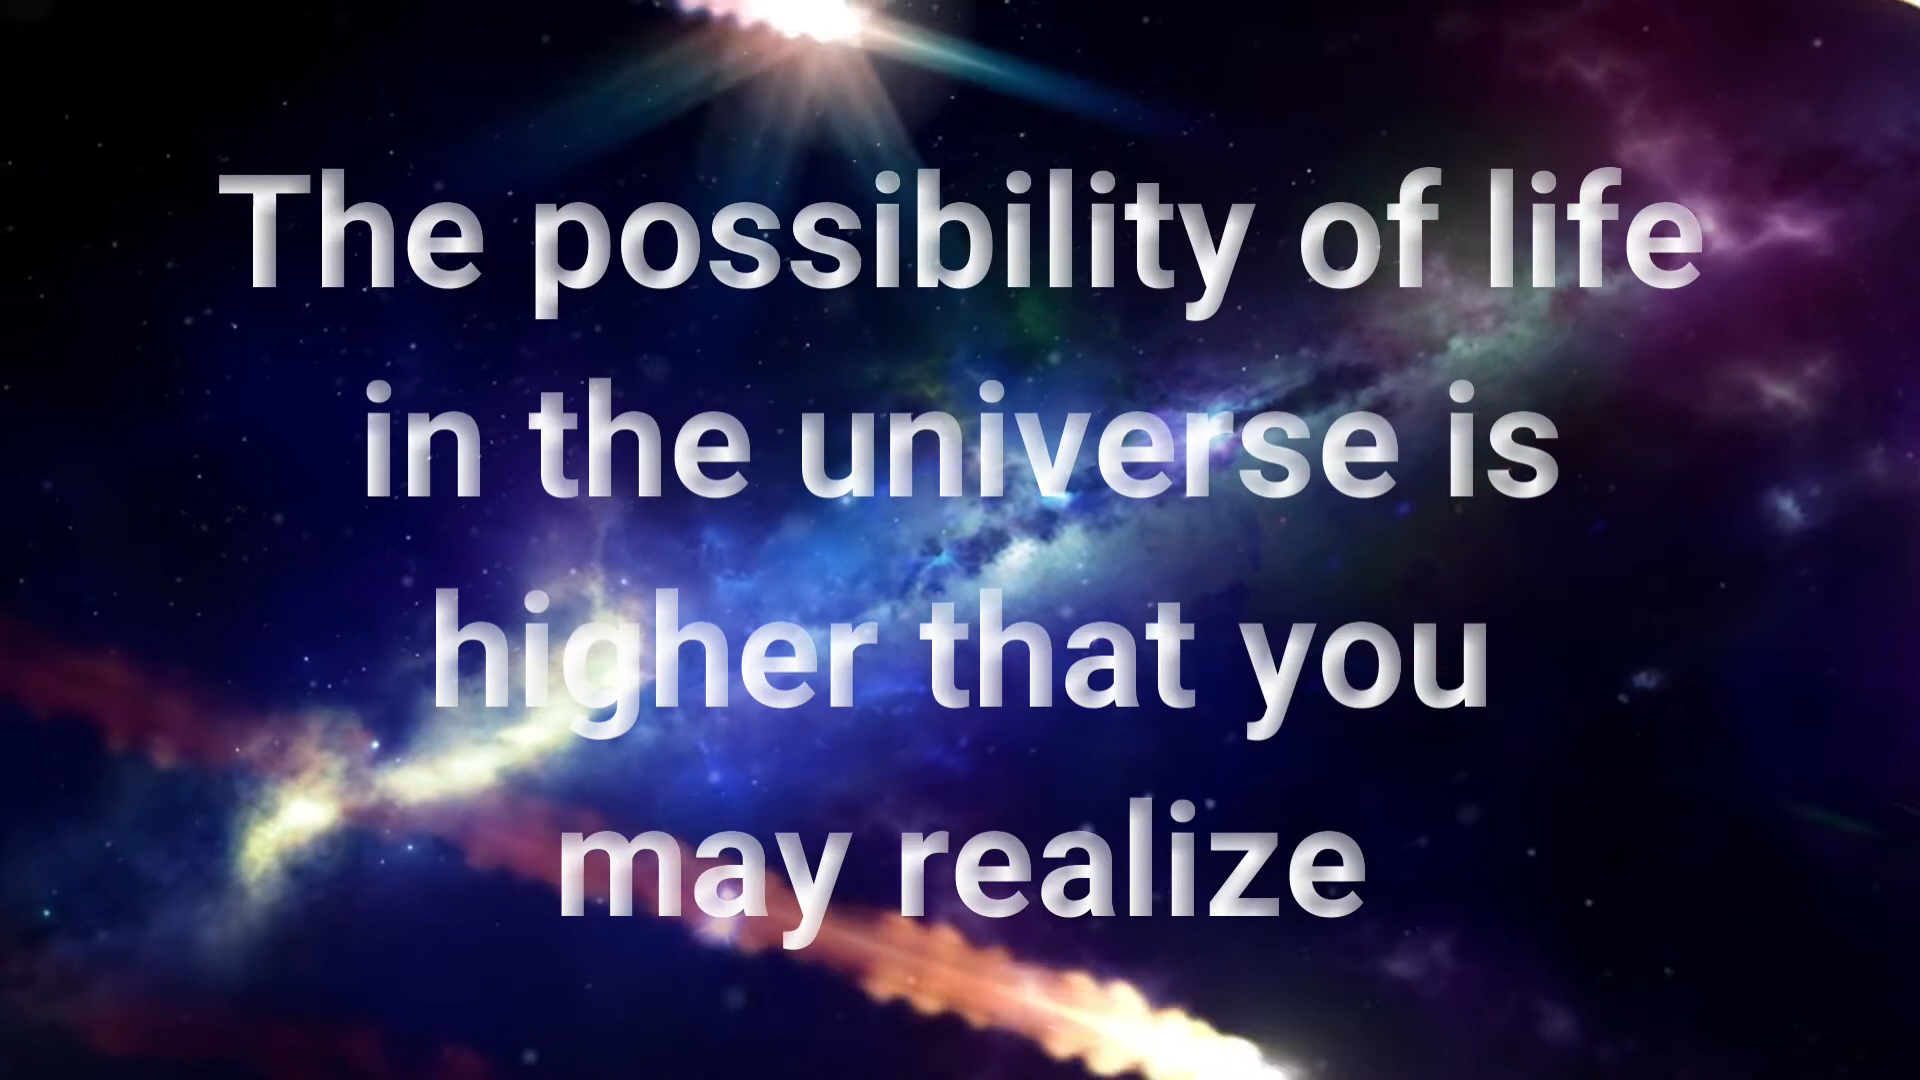 The possibility of life
in the universe is
higher that you
may realize